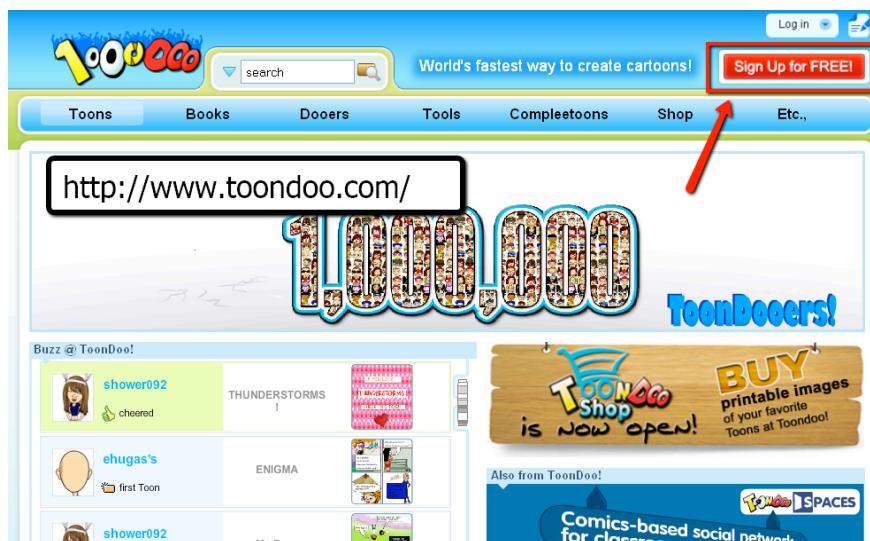 Log in
TOONDOO
search
World's fastest way to create cartoons!
Sign Up for FREE!
Toons Books Dooers Tools Compleetoons Shop Etc.,
http://www.toondoo.com/
1,000,000
ToonDooers!
Buzz @ ToonDoo!
shower092
cheered
THUNDERSTORMS
!
ehugas's
first Toon
ENIGMA
shower092
TOONDOO
Shop
is now open!
BUY
printable images
of your favorite
Toons at Toondoo!
Also from ToonDoo!
TOONDOO SPACES
Comics-based social network
for